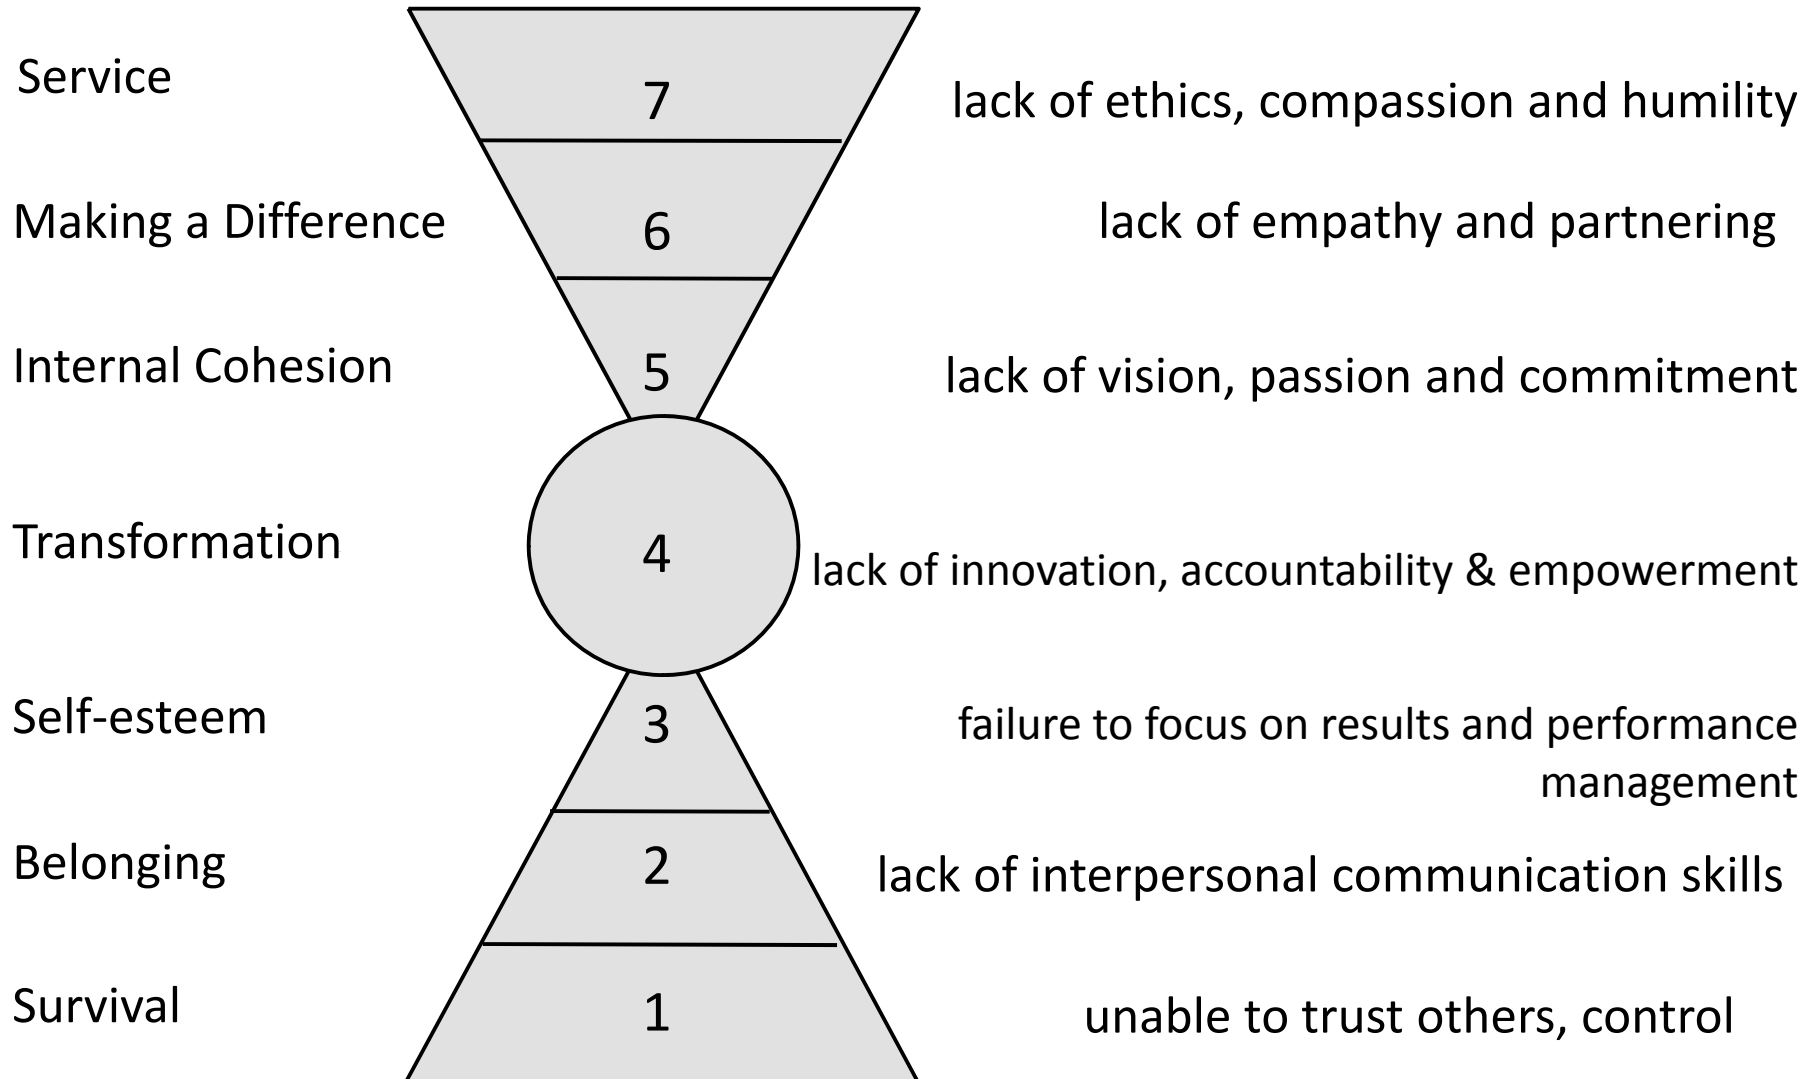 Service
7
lack of ethics, compassion and humility
Making a Difference
6
lack of empathy and partnering
Internal Cohesion
5
lack of vision, passion and commitment
Transformation
4
lack of innovation, accountability & empowerment
Self-esteem
3
failure to focus on results and performance
management
Belonging
2
lack of interpersonal communication skills
Survival
1
unable to trust others, control